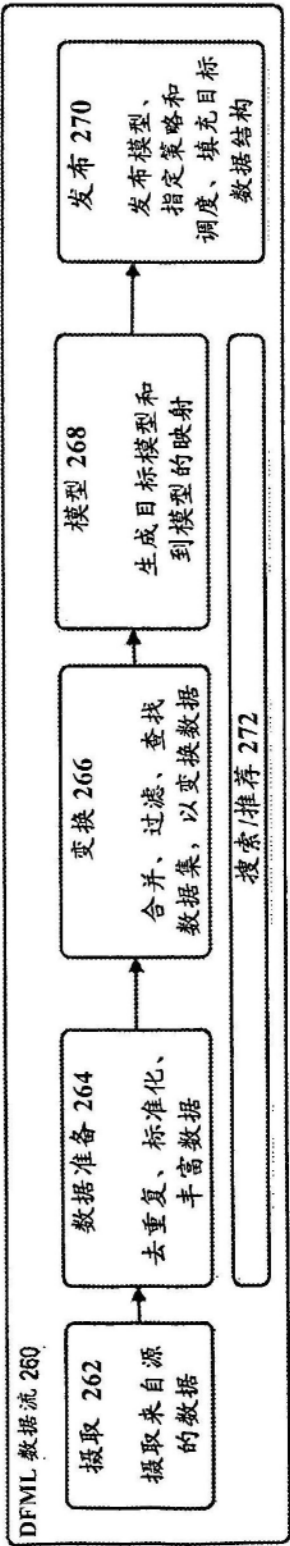 DFML 数据流 260
摄取 262
摄取来自源
的数据
数据准备 264
去重复、标准化、
丰富数据
变换 266
合并、过滤、查找
数据集，以变换数据
模型 268
生成目标模型和
到模型的映射
发布 270
发布模型、
指定策略和
调度、填充目标
数据结构
搜索/推荐 272